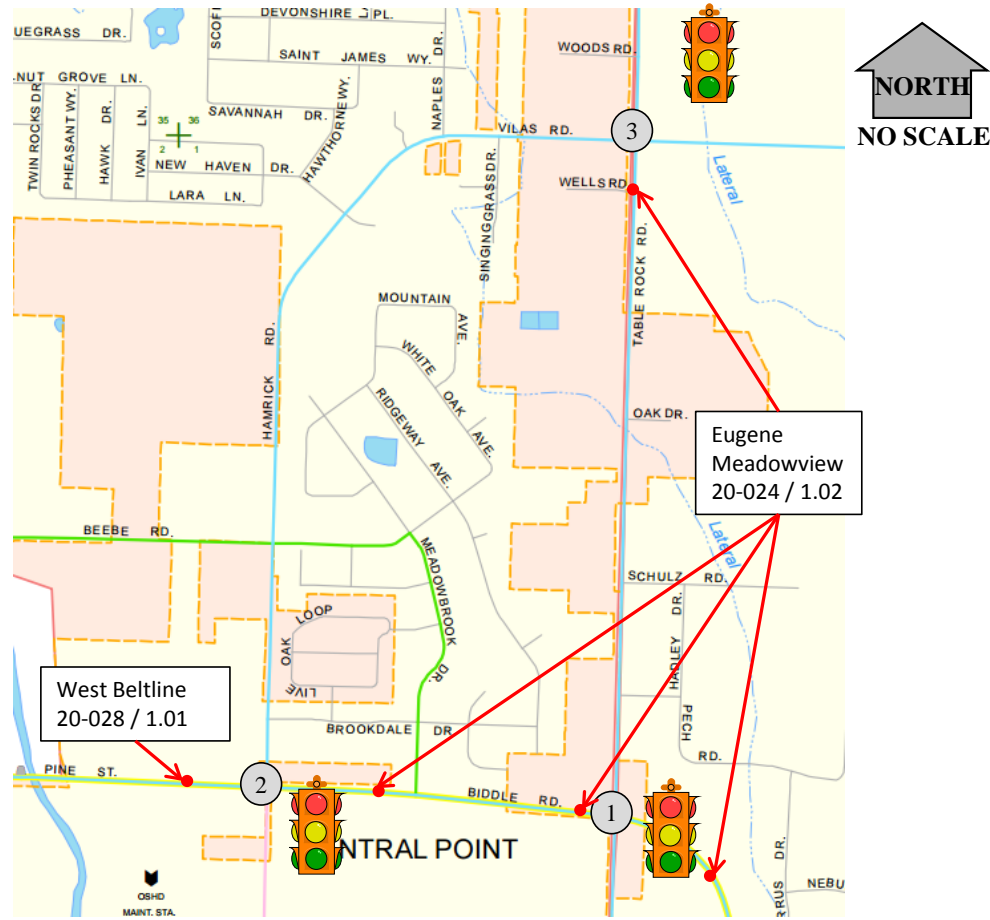 DEVONSHIRE PL.
UEGRASS DR.
SCOFI
SAINT JAMES WY.
DR.
NAPLES
WOODS RD.
NORTH
NO SCALE
NUT GROVE LN.
TWIN ROCKS DR.
PHEASANT WY.
HAWK DR.
IVAN LN.
35 36
2 1
SAVANNAH DR.
HAWTHORNE WY.
NEW HAVEN DR.
LARA LN.
VILAS RD.
3
WELLS RD.
Lateral
SINGINGGRASS DR.
TABLE ROCK RD.
HAMRICK RD.
MOUNTAIN AVE.
WHITE OAK AVE.
RIDGEWAY AVE.
OAK DR.
Eugene
Meadowview
20-024 / 1.02
BEEBE RD.
MEADOWBROOK DR.
Lateral
SCHULZ RD.
HADLEY DR.
LIVE OAK LOOP
West Beltline
20-028 / 1.01
BROOKDALE DR.
PECH RD.
PINE ST.
2
BIDDLE RD.
1
NTRAL POINT
OSHD
MAINT. STA.
RRUS DR.
NEBU